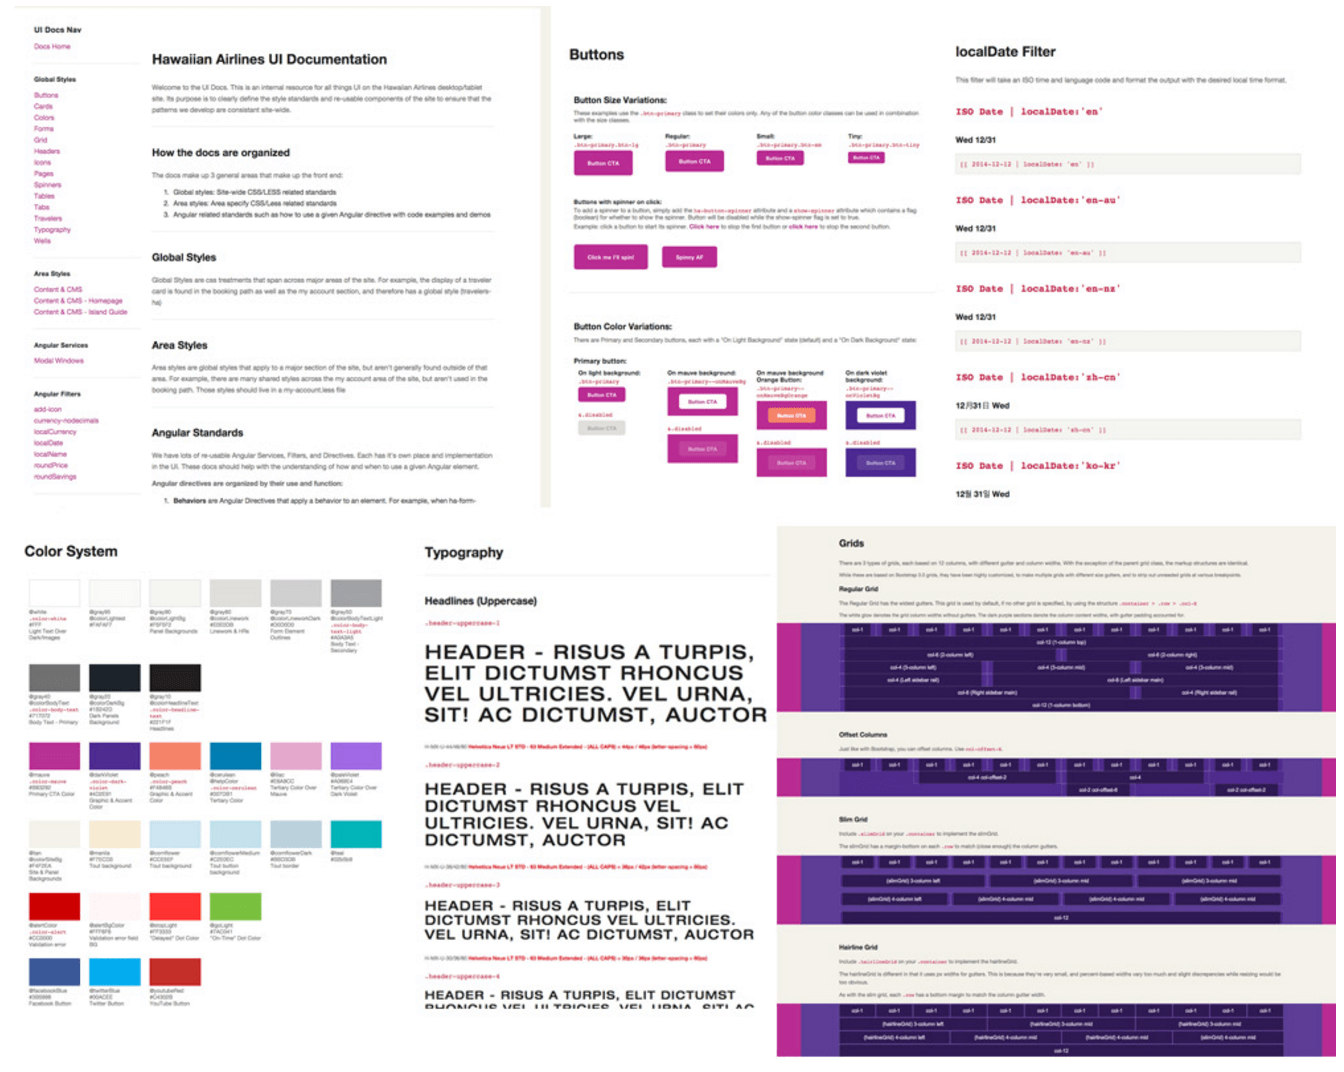 UI Docs Nav
Docs Home
Global Styles
Buttons
Cards
Colors
Forms
Grid
Headers
Icons
Pages
Spinners
Tables
Tabs
Travelers
Typography
Wells
Area Styles
Content & CMS
Content & CMS - Homepage
Content & CMS - Island Guide
Angular Services
Modal Windows
Angular Filters
add-icon
currency-nodecimals
localCurrency
localDate
localName
roundPrice
roundSavings
Hawaiian Airlines UI Documentation
Welcome to the UI Docs. This is an internal resource for all things UI on the Hawaiian Airlines desktop/tablet
site. Its purpose is to clearly define the style standards and re-usable components of the site to ensure that the
patterns we develop are consistant site-wide.
How the docs are organized
The docs make up 3 general areas that make up the front end:
1. Global styles: Site-wide CSS/LESS related standards
2. Area styles: Area specify CSS/Less related standards
3. Angular related standards such as how to use a given Angular directive with code examples and demos
Global Styles
Global Styles are css treatments that span across major areas of the site. For example, the display of a traveler
card is found in the booking path as well as the my account section, and therefore has a global style (travelers-
ha)
Area Styles
Area styles are global styles that apply to a major section of the site, but aren't generally found outside of that
area. For example, there are many shared styles across the my account area of the site, but aren't used in the
booking path. Those styles should live in a my-account.less file
Angular Standards
We have lots of re-usable Angular Services, Filters, and Directives. Each has it's own place and implementation
in the UI. These docs should help with the understanding of how and when to use a given Angular element.
Angular directives are organized by their use and function:
1. Behaviors are Angular Directives that apply a behavior to an element. For example, when ha-form-
Buttons
Button Size Variations:
These examples use the .btn-primary class to set their colors only. Any of the button color classes can be used in combination
with the size classes.
Large: Regular: Small: Tiny:
.btn-primary.btn-lg .btn-primary .btn-primary.btn-sm .btn-primary.btn-tiny
Button CTA Button CTA Button CTA Button CTA
Buttons with spinner on click:
To add a spinner to a button, simply add the ha-button-spinner attribute and a show-spinner attribute which contains a flag
(boolean) for whether to show the spinner. Button will be disabled while the show-spinner flag is set to true.
Example: click a button to start its spinner. Click here to stop the first button or click here to stop the second button.
Click me I'll spin! Spinny AF
Button Color Variations:
There are Primary and Secondary buttons, each with a "On Light Background" state (default) and a "On Dark Background" state
Primary button:
On light background:
.btn-primary
Button CTA
&.disabled
Button CTA
On mauve background:
.btn-primary--onMauveBg
Button CTA
&.disabled
Button CTA
On mauve background
Orange Button:
.btn-primary--
onMauveBgOrange
Button CTA
&.disabled
Button CTA
On dark violet
background:
.btn-primary--
onVioletBg
Button CTA
&.disabled
Button CTA
localDate Filter
This filter will take an ISO time and language code and format the output with the desired local time format.
ISO Date | localDate:'en'
Wed 12/31
{{ 2014-12-12 | localDate: 'en' }}
ISO Date | localDate:'en-au'
Wed 12/31
{{ 2014-12-12 | localDate: 'en-au' }}
ISO Date | localDate:'en-nz'
Wed 12/31
{{ 2014-12-12 | localDate: 'en-nz' }}
ISO Date | localDate:'zh-cn'
12月31日 Wed
{{ 2014-12-12 | localDate: 'zh-cn' }}
ISO Date | localDate:'ko-kr'
12월 31일 Wed
Color System
@white
.color-white
#FFF
Light Text Over
Dark/Images
Panel Backgrounds
Linework & HRs
Form Element
Outlines
@colorBodyTextLight
.color-body-
text-light
Body Text -
Secondary
@colorBodyText
.color-body-text
Body Text - Primary
@colorDarkBg
Dark Panels
Background
@colorHeadlineText
.color-headline-
text
Headlines
@mauve
.color-mauve
Primary CTA Color
@darkViolet
.color-dark-
violet
Graphic & Accent
Color
@peach
.color-peach
Graphic & Accent
Color
@cerulean
@helpColor
.color-cerulean
Tertiary Color
@lilac
Tertiary Color Over
Mauve
@paleViolet
Tertiary Color Over
Dark Violet
@tan
@colorSiteBg
Site & Panel
Backgrounds
@manila
Tout background
@cornflower
Tout background
@cornflowerMedium
Tout button
background
@cornflowerDark
Tout border
@teal
@alertColor
.color-alert
#CC0000
Validation error
@alertBgColor
Validation error field
BG
@stopLight
#FF3333
"Delayed" Dot Color
@goLight
"On-Time" Dot Color
@facebookBlue
Facebook Button
@twitterBlue
#00ACEE
Twitter Button
@youtubeRed
YouTube Button
Typography
Headlines (Uppercase)
.header-uppercase-1
HEADER - RISUS A TURPIS,
ELIT DICTUMST RHONCUS
VEL ULTRICIES. VEL URNA,
SIT! AC DICTUMST, AUCTOR
Helvetica Neue LT STD - 63 Medium Extended - (ALL CAPS)
.header-uppercase-2
HEADER - RISUS A TURPIS, ELIT
DICTUMST RHONCUS VEL
ULTRICIES. VEL URNA, SIT! AC
DICTUMST, AUCTOR
Helvetica Neue LT STD - 63 Medium Extended - (ALL CAPS)
.header-uppercase-3
HEADER - RISUS A TURPIS, ELIT
DICTUMST RHONCUS VEL ULTRICIES.
VEL URNA, SIT! AC DICTUMST, AUCTOR
Helvetica Neue LT STD - 63 Medium Extended - (ALL CAPS)
.header-uppercase-4
HEADER - RISUS A TURPIS, ELIT DICTUMST
RHONCUS VEL ULTRICIES. VEL URNA, SIT! AC
Grids
There are 3 types of grids, each based on 12 columns, with different gutter and column widths. With the exception of the parent grid class, the markup structures are identical.
While these are based on Bootstrap 3.0 grids, they have been highly customized, to make multiple grids with different size gutters, and to strip out unneeded grids at various breakpoints.
Regular Grid
The Regular Grid has the widest gutters. This grid is used by default, if no other grid is specified, by using the structure .container > .row > .col-#
The white glow denotes the grid column widths without gutters. The dark purple sections denote the column content widths, with gutter padding accounted for.
col-1 col-1 col-1 col-1 col-1 col-1 col-1 col-1 col-1 col-1 col-1 col-1
col-12 (1-column top)
col-6 (2-column left) col-6 (2-column right)
col-4 (3-column left) col-4 (3-column mid) col-4 (3-column mid)
col-4 (Left sidebar rail) col-8 (Left sidebar main)
col-8 (Right sidebar main) col-4 (Right sidebar rail)
col-12 (1-column bottom)
Offset Columns
Just like with Bootstrap, you can offset columns. Use col-offset-#.
col-1 col-1 col-1 col-1 col-1 col-1 col-1 col-1 col-1 col-1 col-1 col-1
col-4 col-offset-2 col-4
col-2 col-offset-6 col-2 col-offset-2
Slim Grid
Include .slimGrid on your .container to implement the slimGrid.
The slimGrid has a margin-bottom on each .row to match (close enough) the column gutters.
col-1 col-1 col-1 col-1 col-1 col-1 col-1 col-1 col-1 col-1 col-1 col-1
(slimGrid) 3-column left (slimGrid) 3-column mid (slimGrid) 3-column mid
(slimGrid) 4-column left (slimGrid) 4-column mid (slimGrid) 4-column mid (slimGrid) 4-column mid
col-12
Hairline Grid
Include .hairlineGrid on your .container to implement the hairlineGrid.
The hairlineGrid is different in that it uses px widths for gutters. This is because they're very small, and percent-based widths vary too much and slight discrepancies while resizing would be
too obvious.
As with the slim grid, each .row has a bottom margin to match the column gutter width.
col-1 col-1 col-1 col-1 col-1 col-1 col-1 col-1 col-1 col-1 col-1 col-1
(hairlineGrid) 3-column left (hairlineGrid) 3-column mid (hairlineGrid) 3-column mid
(hairlineGrid) 4-column left (hairlineGrid) 4-column mid (hairlineGrid) 4-column mid (slimGrid) 4-column mid
col-12